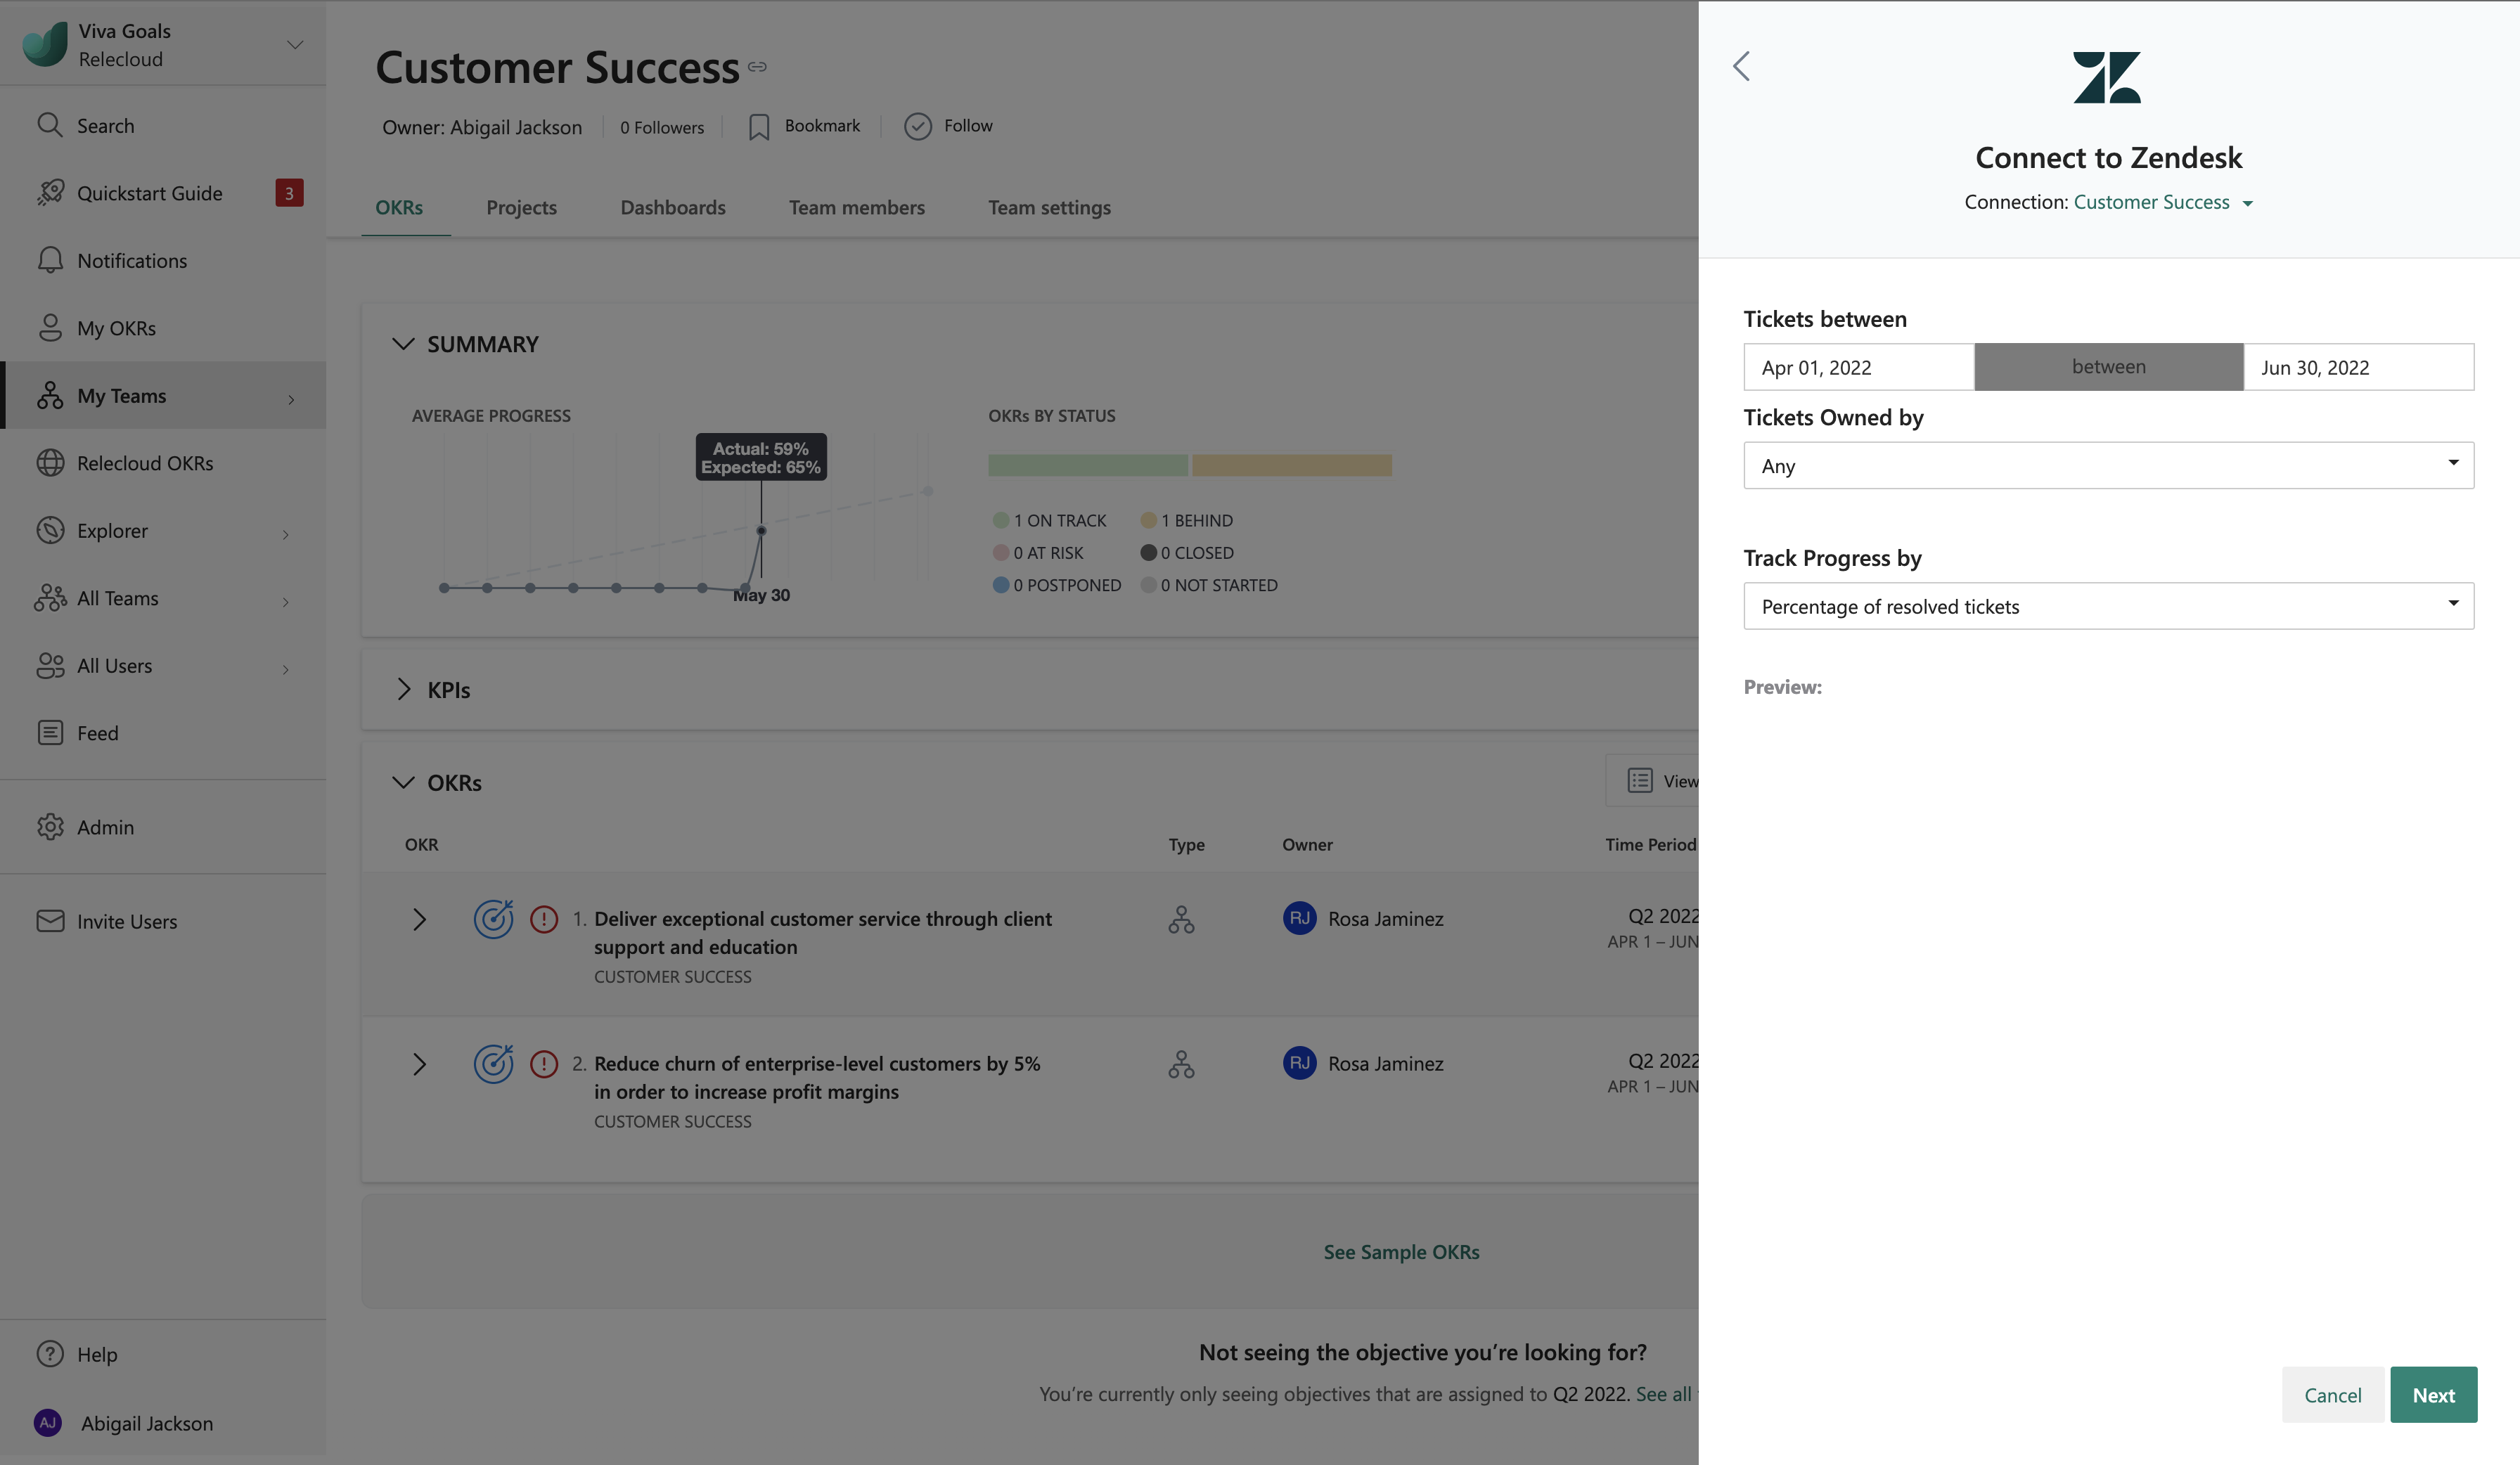 Viva Goals
Relecloud
Search
Quickstart Guide
3
Notifications
My OKRs
My Teams
Relecloud OKRs
Explorer
All Teams
All Users
Feed
Admin
Invite Users
Help
AJ
Abigail Jackson
Customer Success
Owner: Abigail Jackson
0 Followers
Bookmark
Follow
OKRs
Projects
Dashboards
Team members
Team settings
SUMMARY
AVERAGE PROGRESS
Actual: 59%
Expected: 65%
May 30
OKRs BY STATUS
1 ON TRACK
1 BEHIND
0 AT RISK
0 CLOSED
0 POSTPONED
0 NOT STARTED
KPIs
OKRs
View
OKR
Type
Owner
Time Period
1. Deliver exceptional customer service through client
support and education
CUSTOMER SUCCESS
RJ
Rosa Jaminez
Q2 2022
APR 1 – JUN
2. Reduce churn of enterprise-level customers by 5%
in order to increase profit margins
CUSTOMER SUCCESS
RJ
Rosa Jaminez
Q2 2022
APR 1 – JUN
See Sample OKRs
Not seeing the objective you’re looking for?
You’re currently only seeing objectives that are assigned to Q2 2022. See all
Connect to Zendesk
Connection: Customer Success
Tickets between
Apr 01, 2022
between
Jun 30, 2022
Tickets Owned by
Any
Track Progress by
Percentage of resolved tickets
Preview:
Cancel
Next